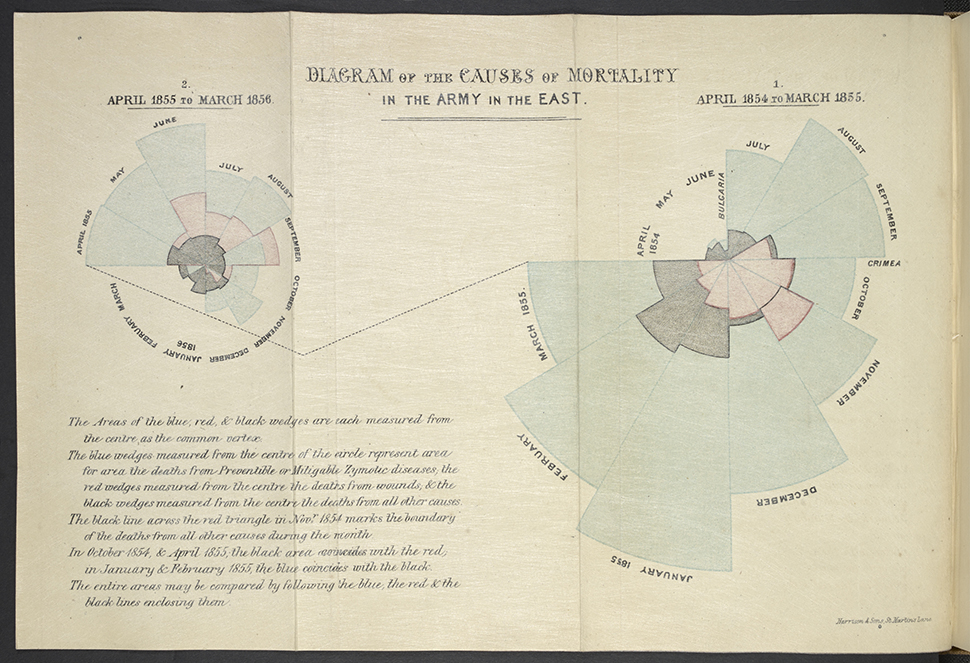 DIAGRAM OF THE CAUSES OF MORTALITY
IN THE ARMY IN THE EAST.
2.
APRIL 1855 TO MARCH 1856.
1.
APRIL 1854 TO MARCH 1855.
APRIL 1855
MAY
JUNE
JULY
AUGUST
SEPTEMBER
OCTOBER
NOVEMBER
DECEMBER
JANUARY 1856
FEBRUARY
MARCH
APRIL 1854
MAY
JUNE
BULGARIA
JULY
AUGUST
SEPTEMBER
CRIMEA
OCTOBER
NOVEMBER
DECEMBER
JANUARY 1855
FEBRUARY
MARCH 1855.
The Areas of the blue, red, & black wedges are each measured from
the centre as the common vertex.
The blue wedges measured from the centre of the circle represent area
for area the deaths from Preventible or Mitigable Zymotic diseases; the
red wedges measured from the centre the deaths from wounds; & the
black wedges measured from the centre the deaths from all other causes.
The black line across the red triangle in Novr. 1854 marks the boundary
of the deaths from all other causes during the month.
In October 1854, & April 1855, the black area coincides with the red;
in January & February 1855, the blue coincides with the black.
The entire areas may be compared by following the blue, the red & the
black lines enclosing them.
Harrison & Sons, St. Martins Lane